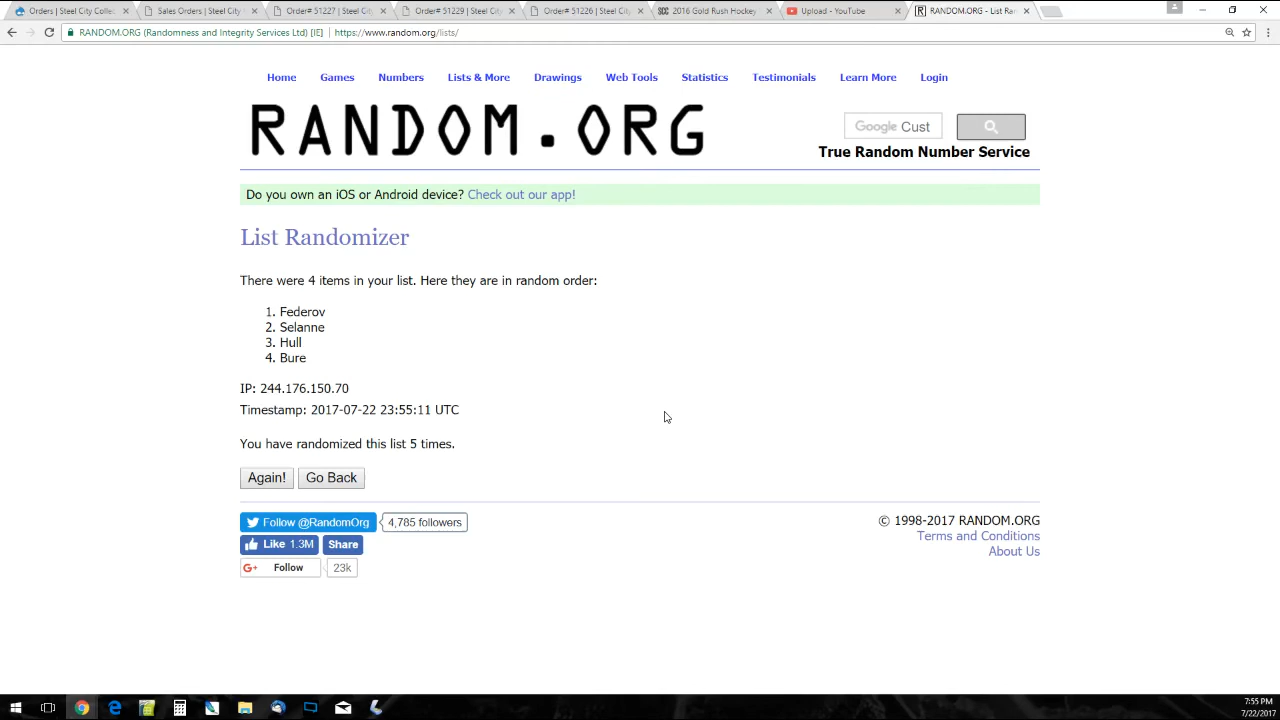 Orders | Steel City Collec
Sales Orders | Steel City
Order# 51227 | Steel City
Order# 51229 | Steel City
Order# 51226 | Steel City
2016 Gold Rush Hockey
Upload - YouTube
RANDOM.ORG - List Ran
RANDOM.ORG (Randomness and Integrity Services Ltd) [IE]
https://www.random.org/lists/
Home Games Numbers Lists & More Drawings Web Tools Statistics Testimonials Learn More Login
RANDOM.ORG
Google Cust
True Random Number Service
Do you own an iOS or Android device? Check out our app!
List Randomizer
There were 4 items in your list. Here they are in random order:
1. Federov
2. Selanne
3. Hull
4. Bure
IP: 244.176.150.70
Timestamp: 2017-07-22 23:55:11 UTC
You have randomized this list 5 times.
Again! Go Back
Follow @RandomOrg 4,785 followers
Like 1.3M Share
G+ Follow 23k
© 1998-2017 RANDOM.ORG
Terms and Conditions
About Us
7:55 PM
7/22/2017